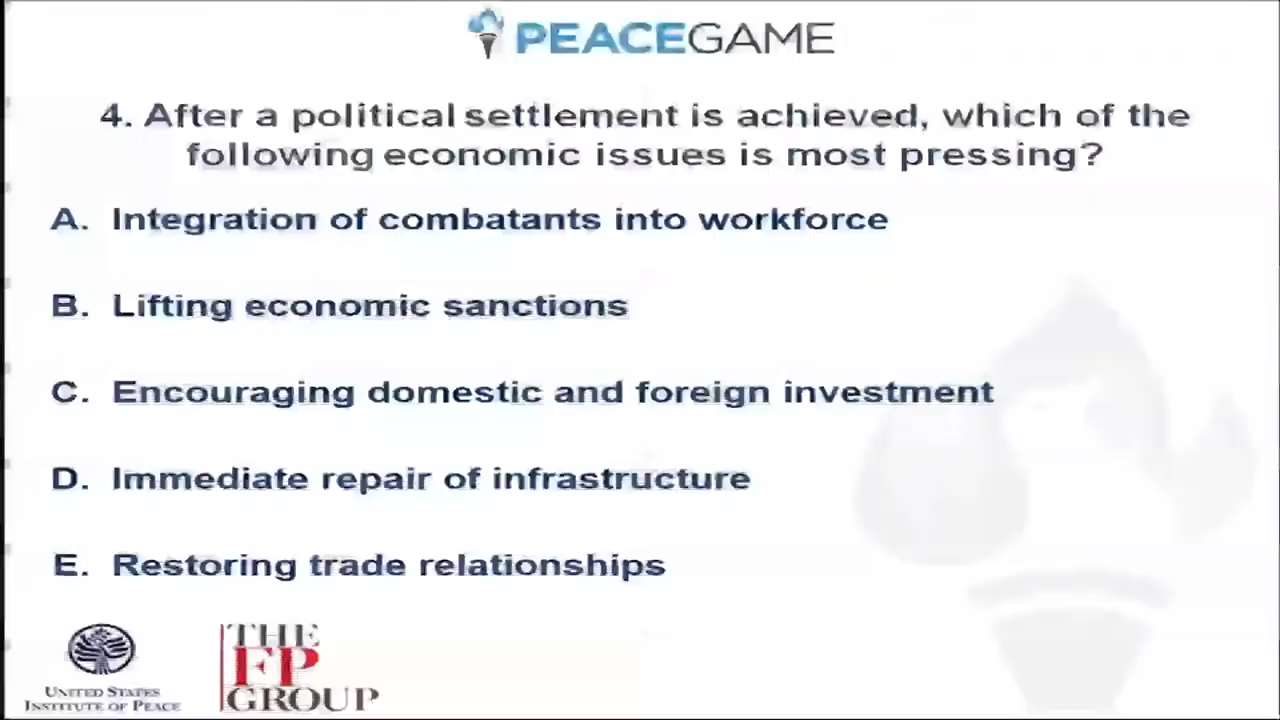 PEACEGAME
4. After a political settlement is achieved, which of the
following economic issues is most pressing?
A. Integration of combatants into workforce
B. Lifting economic sanctions
C. Encouraging domestic and foreign investment
D. Immediate repair of infrastructure
E. Restoring trade relationships
UNITED STATES
INSTITUTE OF PEACE
THE
FP
GROUP